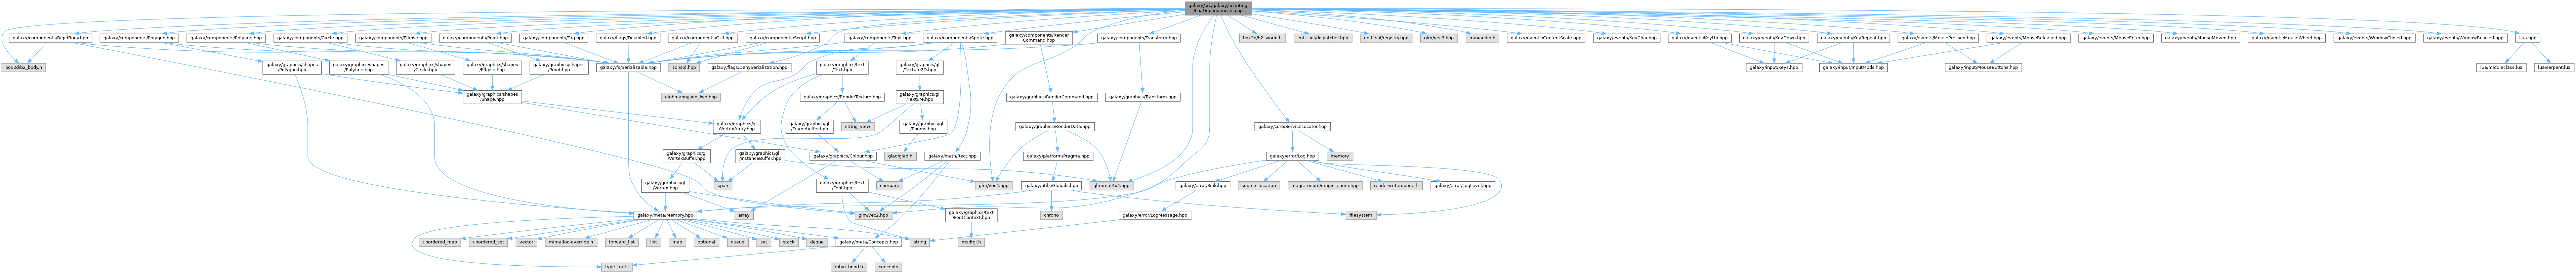 galaxy/src/galaxy/scripting
/LuaDependencies.cpp
galaxy/components/RigidBody.hpp
galaxy/components/Polygon.hpp
galaxy/components/Polyline.hpp
galaxy/components/Circle.hpp
galaxy/components/Ellipse.hpp
galaxy/components/Point.hpp
galaxy/components/Tag.hpp
galaxy/flags/Disabled.hpp
galaxy/components/GUI.hpp
galaxy/components/Script.hpp
galaxy/components/Text.hpp
galaxy/components/Sprite.hpp
galaxy/components/Render
Command.hpp
galaxy/components/Transform.hpp
box2d/b2_world.h
entt_sol/dispatcher.hpp
entt_sol/registry.hpp
glm/vec3.hpp
miniaudio.h
galaxy/events/ContentScale.hpp
galaxy/events/KeyChar.hpp
galaxy/events/KeyUp.hpp
galaxy/events/KeyDown.hpp
galaxy/events/KeyRepeat.hpp
galaxy/events/MousePressed.hpp
galaxy/events/MouseReleased.hpp
galaxy/events/MouseEnter.hpp
galaxy/events/MouseMoved.hpp
galaxy/events/MouseWheel.hpp
galaxy/events/WindowClosed.hpp
galaxy/events/WindowResized.hpp
Lua.hpp
box2d/b2_body.h
galaxy/graphics/shapes
/Polygon.hpp
galaxy/graphics/shapes
/Polyline.hpp
galaxy/graphics/shapes
/Circle.hpp
galaxy/graphics/shapes
/Ellipse.hpp
galaxy/graphics/shapes
/Point.hpp
galaxy/fs/Serializable.hpp
sol/sol.hpp
galaxy/flags/DenySerialization.hpp
galaxy/graphics/text
/Text.hpp
galaxy/graphics/gl
/Texture2D.hpp
galaxy/input/Keys.hpp
galaxy/input/InputMods.hpp
galaxy/input/MouseButtons.hpp
lua/middleclass.lua
lua/serpent.lua
galaxy/graphics/shapes
/Shape.hpp
nlohmann/json_fwd.hpp
galaxy/graphics/RenderTexture.hpp
galaxy/graphics/gl
/Texture.hpp
galaxy/graphics/RenderCommand.hpp
galaxy/graphics/Transform.hpp
galaxy/graphics/gl
/VertexArray.hpp
galaxy/graphics/gl
/Framebuffer.hpp
string_view
galaxy/graphics/gl
/Enums.hpp
galaxy/graphics/RenderData.hpp
galaxy/core/ServiceLocator.hpp
galaxy/graphics/gl
/VertexBuffer.hpp
galaxy/graphics/gl
/InstanceBuffer.hpp
galaxy/graphics/Colour.hpp
glad/glad.h
galaxy/math/Rect.hpp
galaxy/platform/Pragma.hpp
galaxy/error/Log.hpp
memory
galaxy/graphics/gl
/Vertex.hpp
span
galaxy/graphics/text
/Font.hpp
compare
glm/vec4.hpp
galaxy/utils/Globals.hpp
glm/mat4x4.hpp
galaxy/error/Sink.hpp
source_location
magic_enum/magic_enum.hpp
readerwriterqueue.h
galaxy/error/LogLevel.hpp
galaxy/meta/Memory.hpp
array
glm/vec2.hpp
galaxy/graphics/text
/FontContext.hpp
chrono
galaxy/error/LogMessage.hpp
filesystem
unordered_map
unordered_set
vector
mimalloc-override.h
forward_list
list
map
optional
queue
set
stack
deque
galaxy/meta/Concepts.hpp
string
msdfgl.h
type_traits
robin_hood.h
concepts